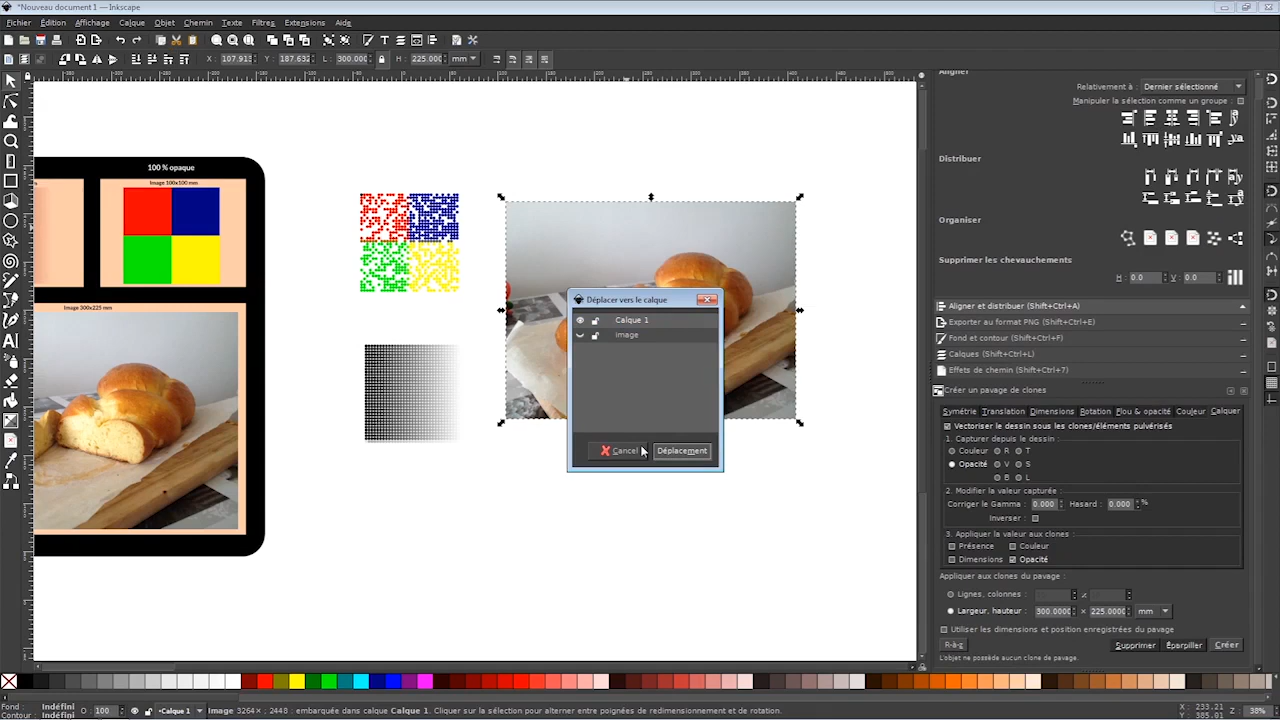 *Nouveau document 1 — Inkscape
Fichier Édition Affichage Calque Objet Chemin Texte Filtres Extensions Aide
X : 107.913 Y : 187.632 L : 300.000 H : 225.000 mm
100 % opaque
Image 100x100 mm
Image 300x225 mm
Déplacer vers le calque
Calque 1
Image
Cancel Déplacement
Aligner
Relativement à : Dernier sélectionné
Manipuler la sélection comme un groupe :
Distribuer
Organiser
Supprimer les chevauchements
H : 0.0 V : 0.0
Aligner et distribuer (Shift+Ctrl+A)
Exporter au format PNG (Shift+Ctrl+E)
Fond et contour (Shift+Ctrl+F)
Calques (Shift+Ctrl+L)
Effets de chemin (Shift+Ctrl+7)
Créer un pavage de clones
Symétrie Translation Dimensions Rotation Flou & opacité Couleur Calquer
Vectoriser le dessin sous les clones/éléments pulvérisés
1. Capturer depuis le dessin :
Couleur R T
Opacité V S
B L
2. Modifier la valeur capturée :
Corriger le Gamma : 0.000 Hasard : 0.000 %
Inverser :
3. Appliquer la valeur aux clones :
Présence Couleur
Dimensions Opacité
Appliquer aux clones du pavage :
Lignes, colonnes :
Largeur, hauteur : 300.0000 × 225.0000 mm
Utiliser les dimensions et position enregistrées du pavage
R-à-z Supprimer Éparpiller Créer
L'objet ne possède aucun clone de pavage.
Fond : Indéfini
Contour : Indéfini
O : 100 •Calque 1 Image 3264 × 2448 : embarquée dans calque Calque 1. Cliquer sur la sélection pour alterner entre poignées de redimensionnement et de rotation.
X : 233.21
Y : 385.01
Z : 38%